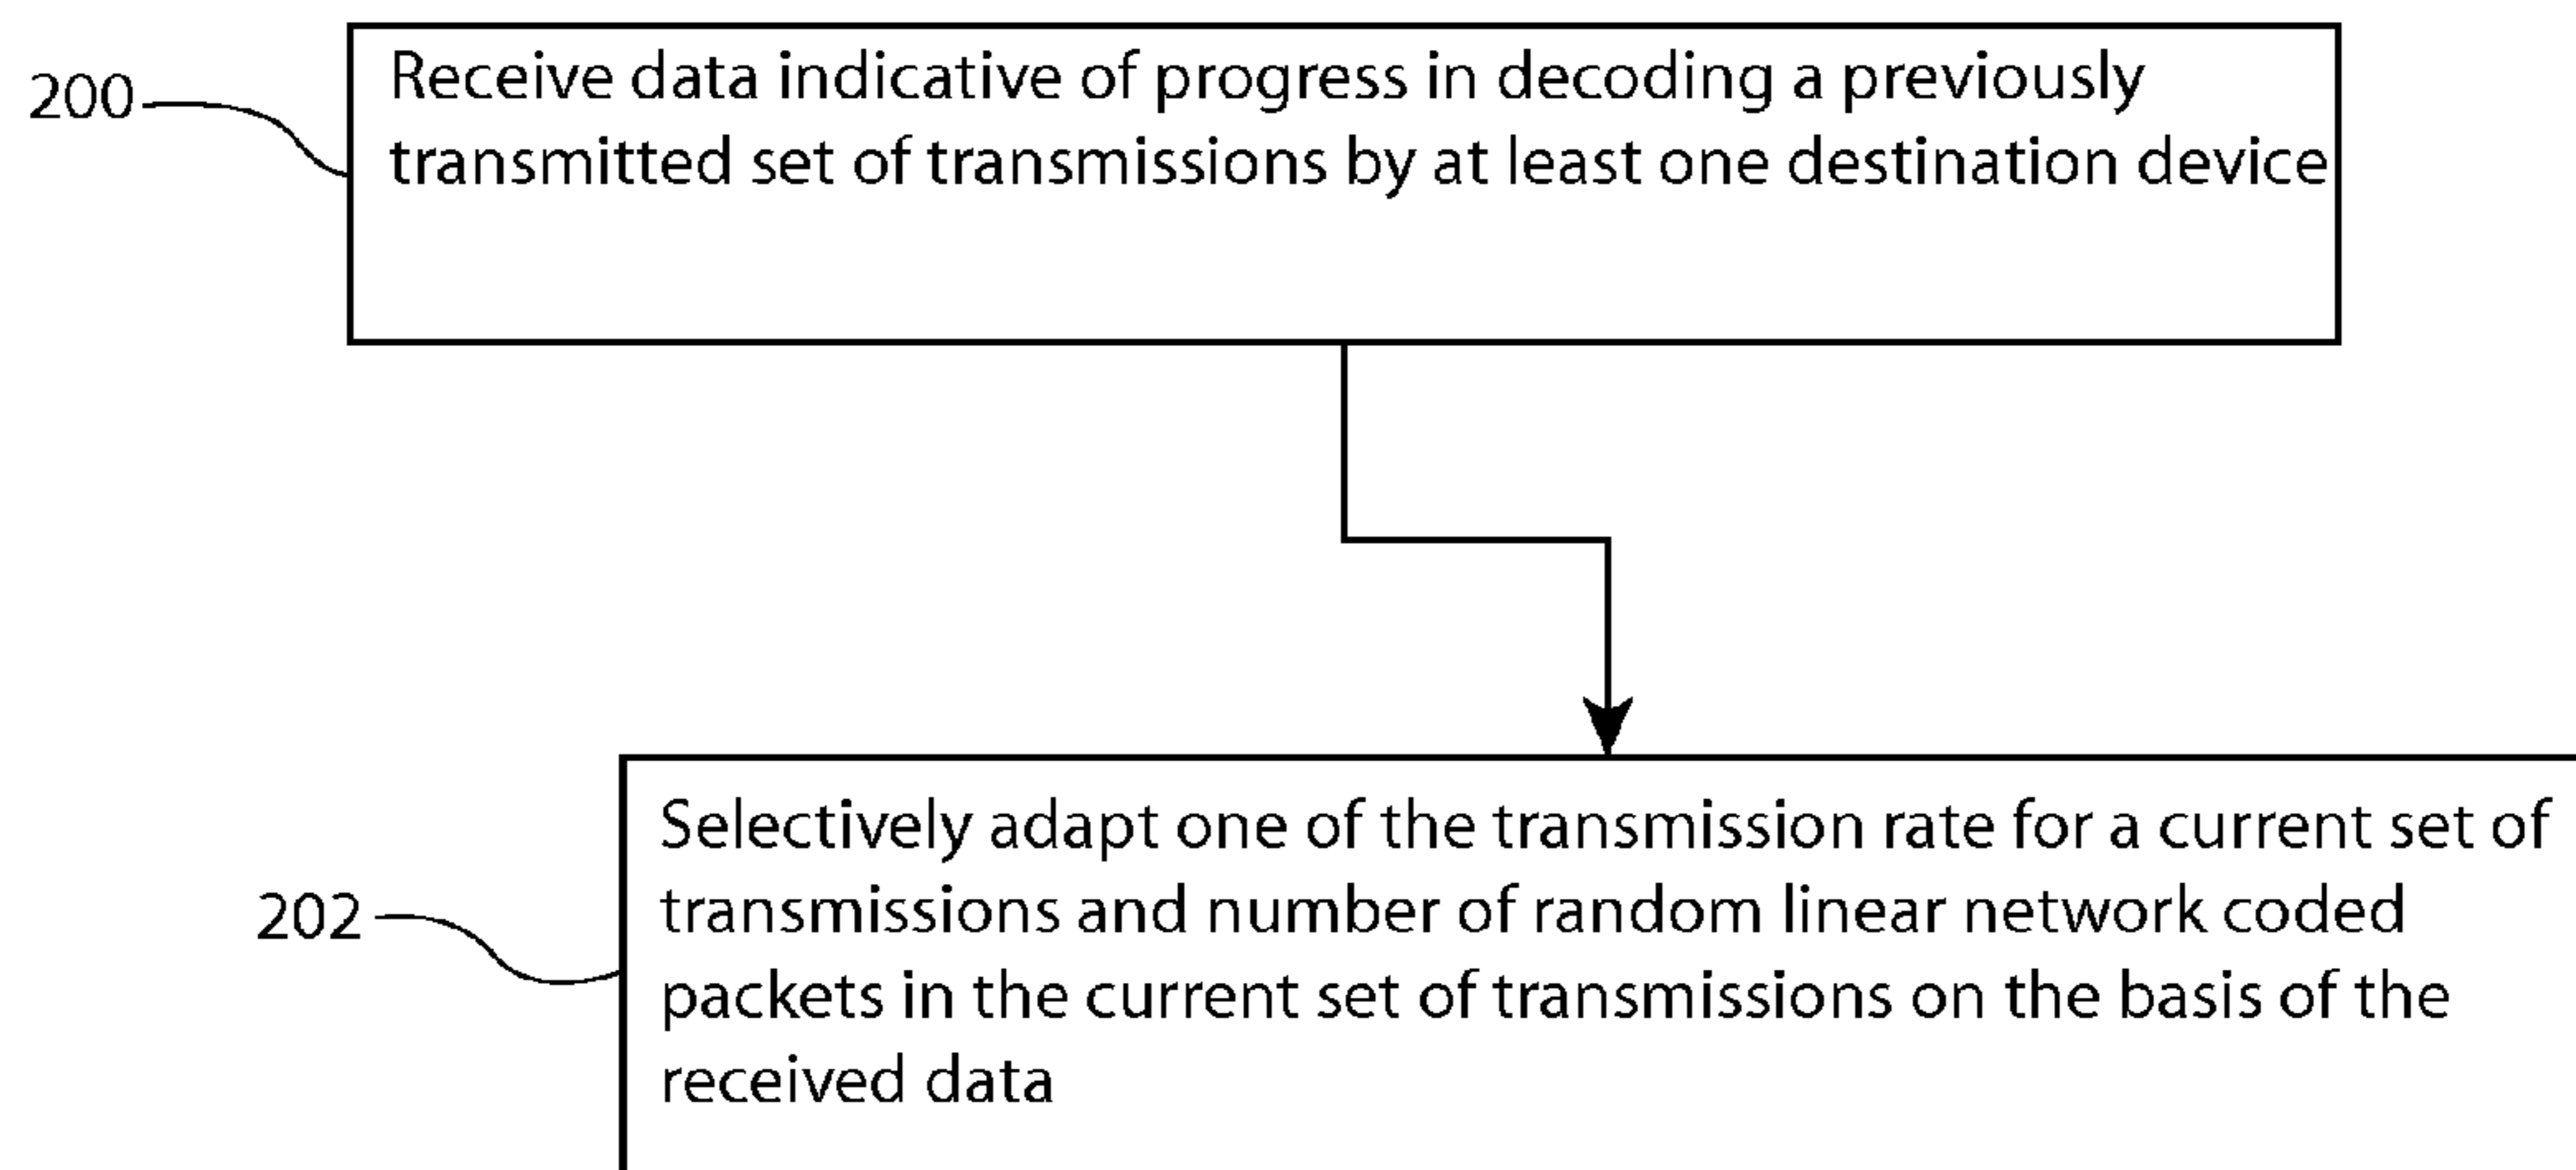 200
Receive data indicative of progress in decoding a previously
transmitted set of transmissions by at least one destination device
202
Selectively adapt one of the transmission rate for a current set of
transmissions and number of random linear network coded
packets in the current set of transmissions on the basis of the
received data